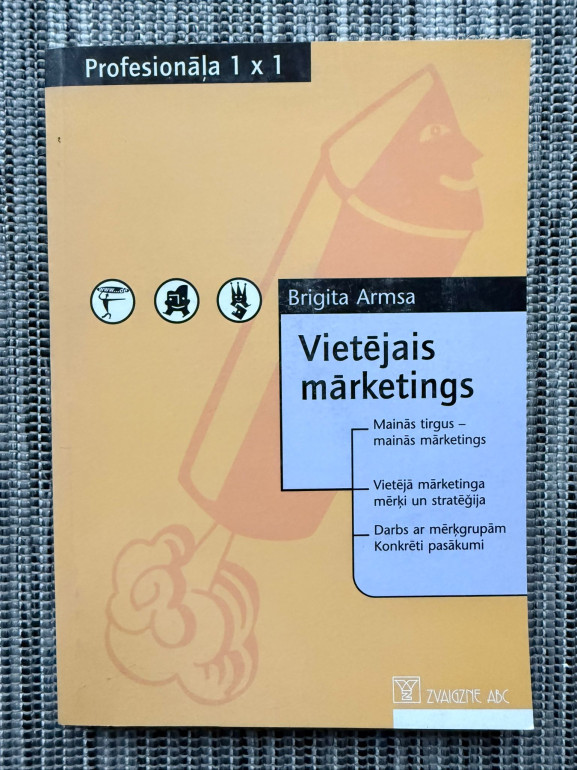 Profesionāļa 1 x 1
Brigita Armsa
Vietējais
mārketings
Mainās tirgus –
mainās mārketings
Vietējā mārketinga
mērķi un stratēģija
Darbs ar mērķgrupām
Konkrēti pasākumi
ZVAIGZNE ABC